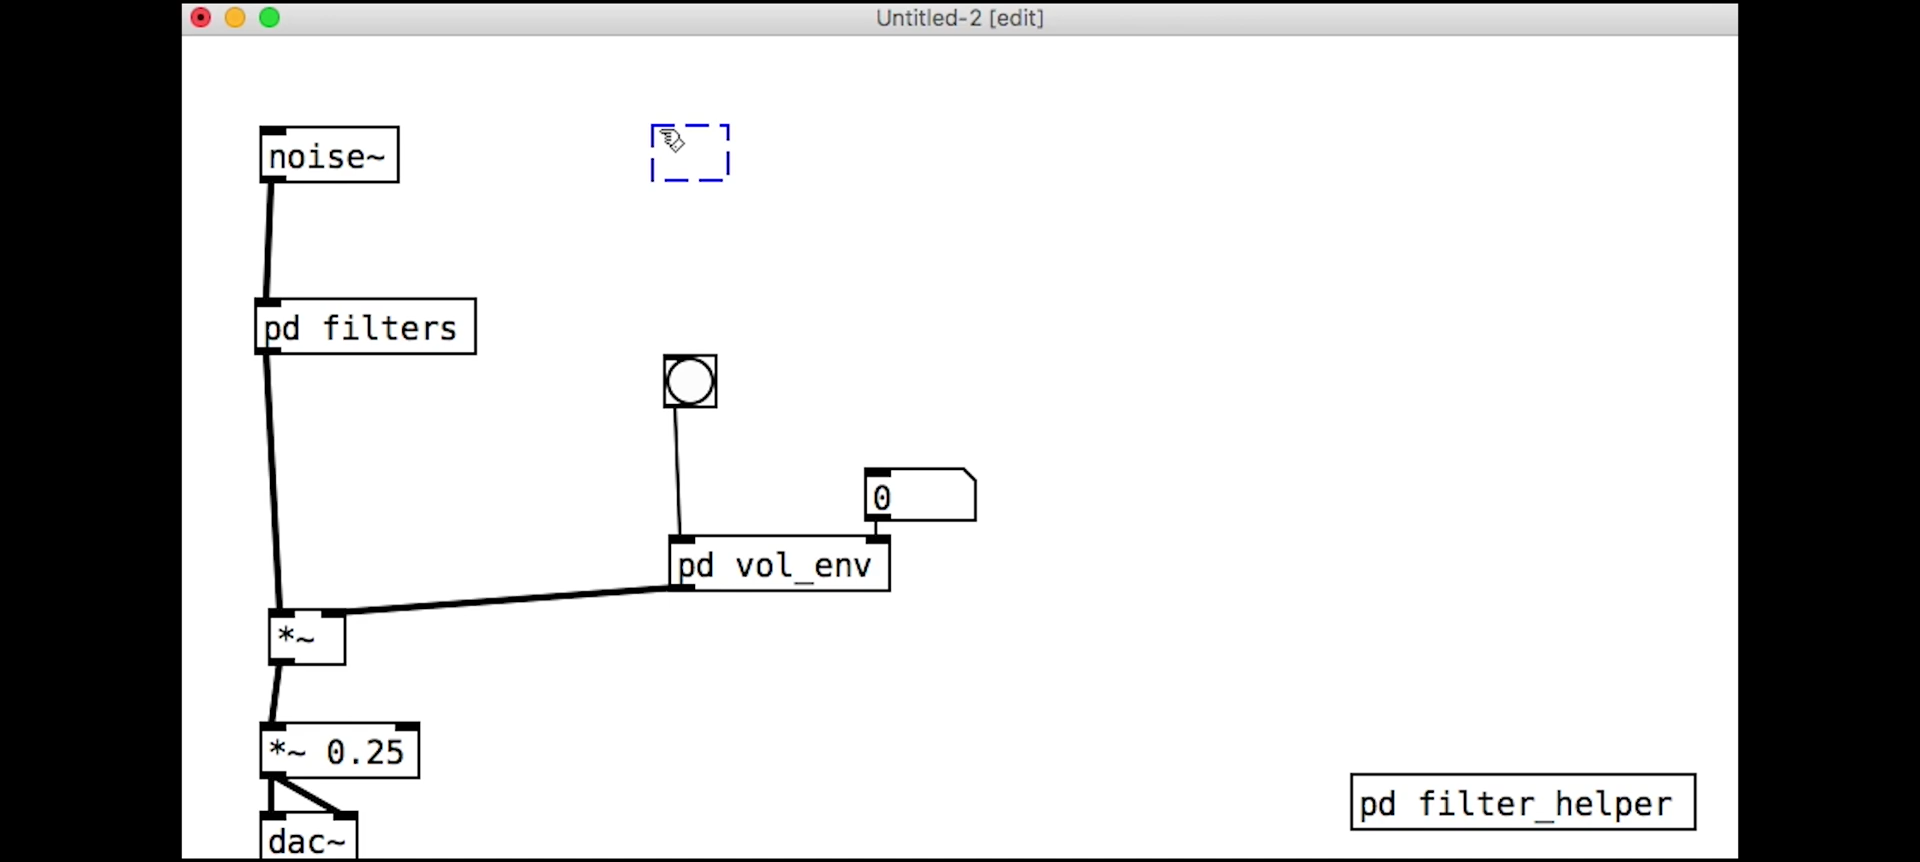 Untitled-2 [edit]
noise~
pd filters
0
pd vol_env
*~
*~ 0.25
pd filter_helper
dac~